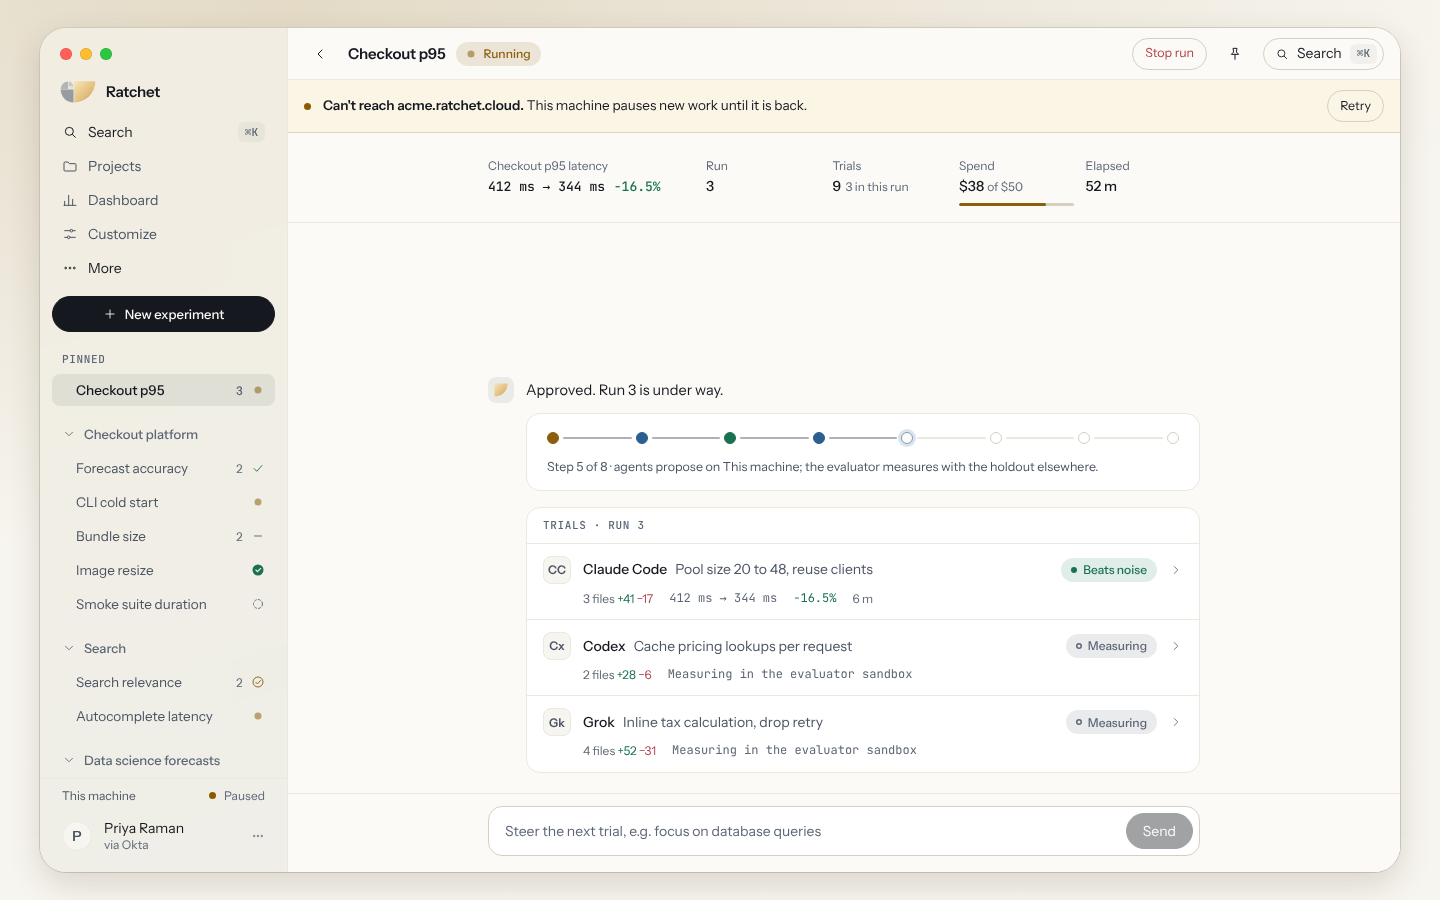 Ratchet
Search ⌘K
Projects
Dashboard
Customize
More
New experiment
PINNED
Checkout p95 3
Checkout platform
Forecast accuracy 2
CLI cold start
Bundle size 2
Image resize
Smoke suite duration
Search
Search relevance 2
Autocomplete latency
Data science forecasts
This machine Paused
P Priya Raman
via Okta
Checkout p95 Running Stop run Search ⌘K
Can't reach acme.ratchet.cloud. This machine pauses new work until it is back. Retry
Checkout p95 latency Run Trials Spend Elapsed
412 ms → 344 ms -16.5% 3 9 3 in this run $38 of $50 52 m
Approved. Run 3 is under way.
Step 5 of 8 · agents propose on This machine; the evaluator measures with the holdout elsewhere.
TRIALS · RUN 3
CC Claude Code Pool size 20 to 48, reuse clients Beats noise
3 files +41 −17 412 ms → 344 ms -16.5% 6 m
Cx Codex Cache pricing lookups per request Measuring
2 files +28 −6 Measuring in the evaluator sandbox
Gk Grok Inline tax calculation, drop retry Measuring
4 files +52 −31 Measuring in the evaluator sandbox
Steer the next trial, e.g. focus on database queries Send